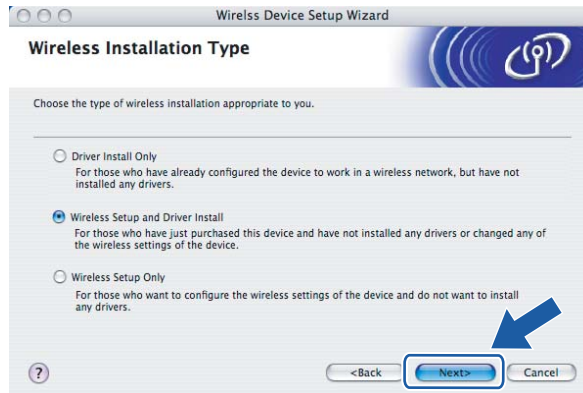 Wirelss Device Setup Wizard
Wireless Installation Type
Choose the type of wireless installation appropriate to you.
Driver Install Only
For those who have already configured the device to work in a wireless network, but have not
installed any drivers.
Wireless Setup and Driver Install
For those who have just purchased this device and have not installed any drivers or changed any of
the wireless settings of the device.
Wireless Setup Only
For those who want to configure the wireless settings of the device and do not want to install
any drivers.
? <Back Next> Cancel